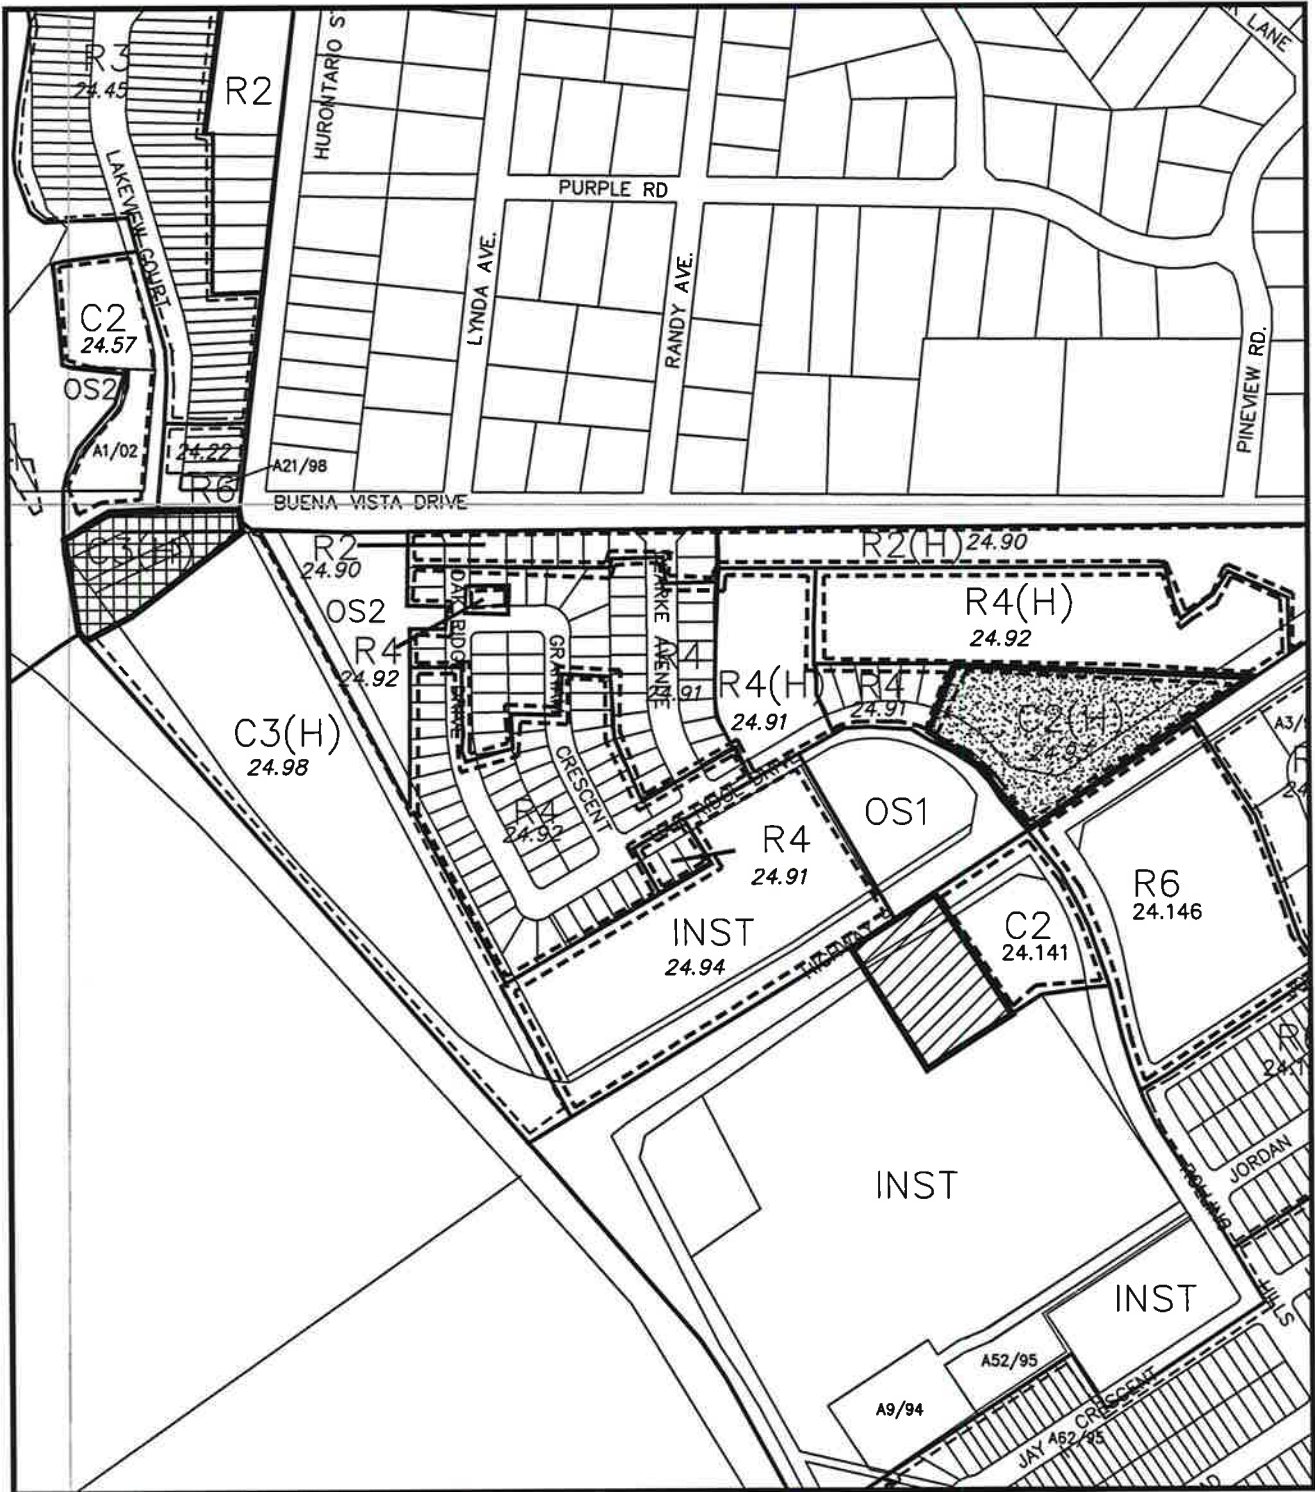 LANE
R3
24.45
R2
HURONTARIO ST
LAKEVIEW COURT
PURPLE RD
LYNDA AVE.
RANDY AVE.
PINEVIEW RD.
C2
24.57
OS2
A1/02
24.22
R6
A21/98
BUENA VISTA DRIVE
C3(H)
R2
24.90
R2(H) 24.90
OS2
R4
24.92
R4(H)
24.92
R4
24.91
R4(H)
24.91
R4
24.91
C2(H)
C3(H)
24.98
CRESCENT
R4
24.92
OS1
R4
24.91
R6
24.146
INST
24.94
C2
24.141
HIGHWAY
JORDAN
INST
INST
HILLS
A52/95
A9/94
JAY CRESCENT
A62/95